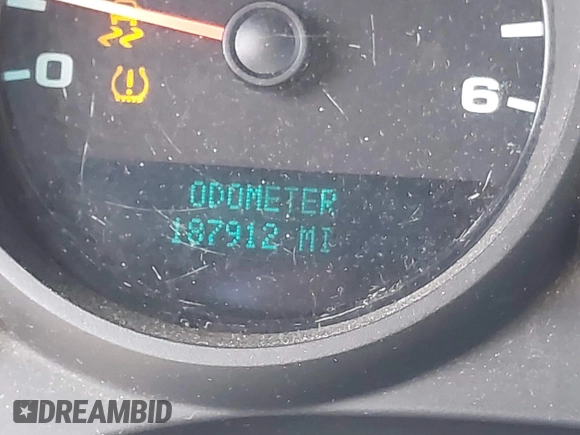 0
6
ODOMETER
187912 MI
DREAMBID